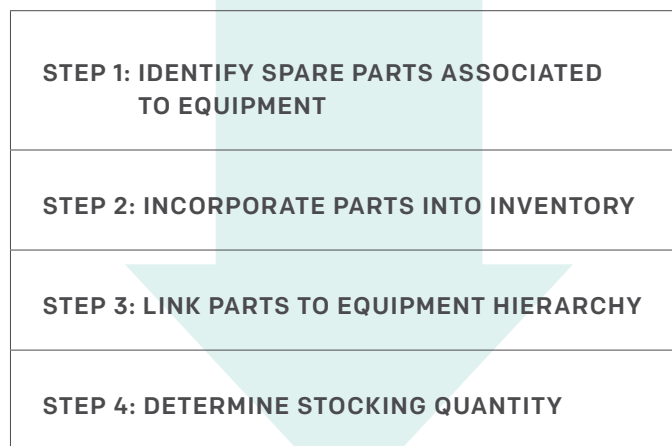 STEP 1: IDENTIFY SPARE PARTS ASSOCIATED
TO EQUIPMENT
STEP 2: INCORPORATE PARTS INTO INVENTORY
STEP 3: LINK PARTS TO EQUIPMENT HIERARCHY
STEP 4: DETERMINE STOCKING QUANTITY